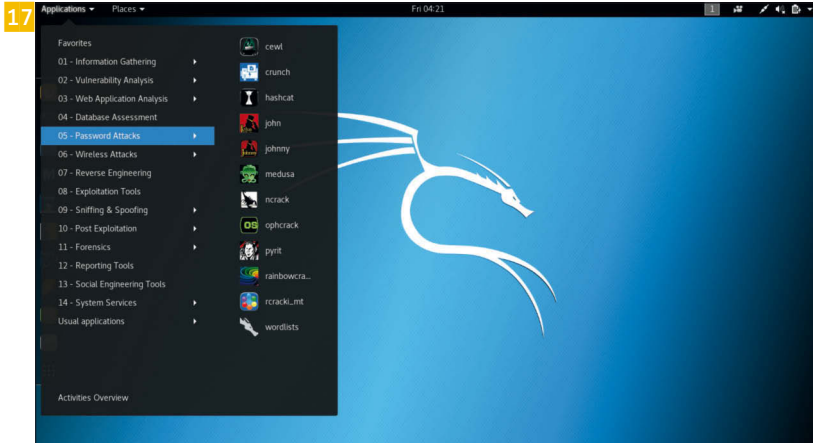 17
Applications Places Fri 04:21 1
Favorites
01 - Information Gathering
02 - Vulnerability Analysis
03 - Web Application Analysis
04 - Database Assessment
05 - Password Attacks
06 - Wireless Attacks
07 - Reverse Engineering
08 - Exploitation Tools
09 - Sniffing & Spoofing
10 - Post Exploitation
11 - Forensics
12 - Reporting Tools
13 - Social Engineering Tools
14 - System Services
Usual applications
Activities Overview
cewl
crunch
hashcat
john
johnny
medusa
ncrack
OS ophcrack
pyrit
rainbowcra...
rcracki_mt
wordlists